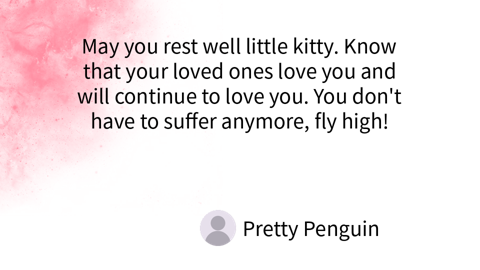 May you rest well little kitty. Know
that your loved ones love you and
will continue to love you. You don't
have to suffer anymore, fly high!
Pretty Penguin